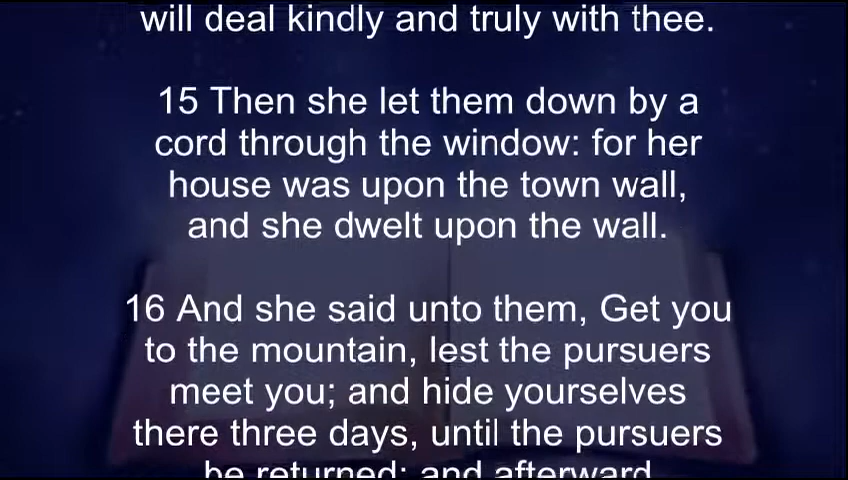 will deal kindly and truly with thee.
15 Then she let them down by a
cord through the window: for her
house was upon the town wall,
and she dwelt upon the wall.
16 And she said unto them, Get you
to the mountain, lest the pursuers
meet you; and hide yourselves
there three days, until the pursuers
be returned: and afterward